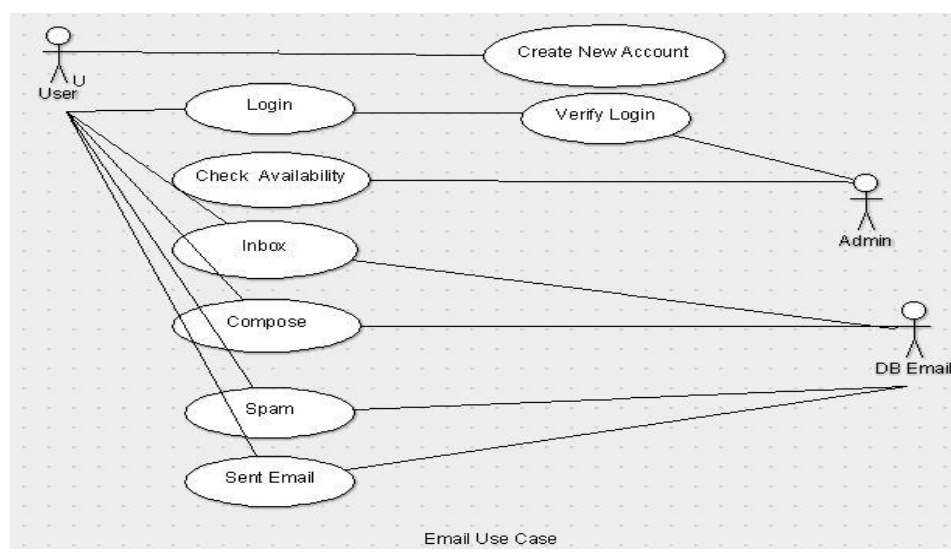 Create New Account
U
User
Login
Verify Login
Check Availability
Admin
Inbox
Compose
DB Email
Spam
Sent Email
Email Use Case